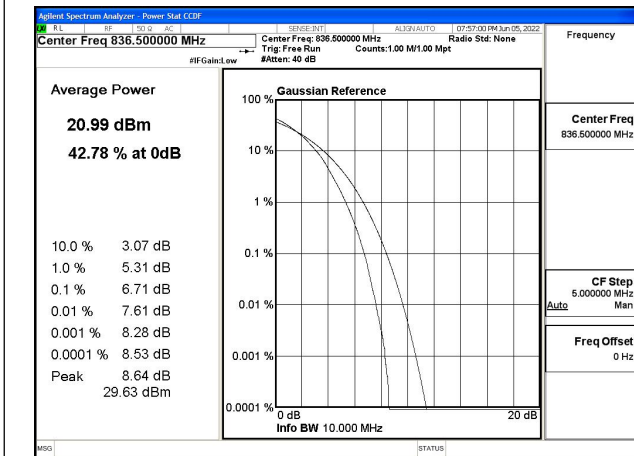 Agilent Spectrum Analyzer - Power Stat CCDF
RL RF 50 Ω AC SENSE:INT ALIGN AUTO 07:57:00 PM Jun 05, 2022
Center Freq 836.500000 MHz
Center Freq: 836.500000 MHz Radio Std: None
Trig: Free Run Counts:1.00 M/1.00 Mpt
#IFGain:Low #Atten: 40 dB
Frequency
Average Power
20.99 dBm
42.78 % at 0dB
10.0 % 3.07 dB
1.0 % 5.31 dB
0.1 % 6.71 dB
0.01 % 7.61 dB
0.001 % 8.28 dB
0.0001 % 8.53 dB
Peak 8.64 dB
29.63 dBm
Gaussian Reference
100 %
10 %
1 %
0.1 %
0.01 %
0.001 %
0.0001 %
0 dB 20 dB
Info BW 10.000 MHz
Center Freq
836.500000 MHz
CF Step
5.000000 MHz
Auto Man
Freq Offset
0 Hz
MSG STATUS